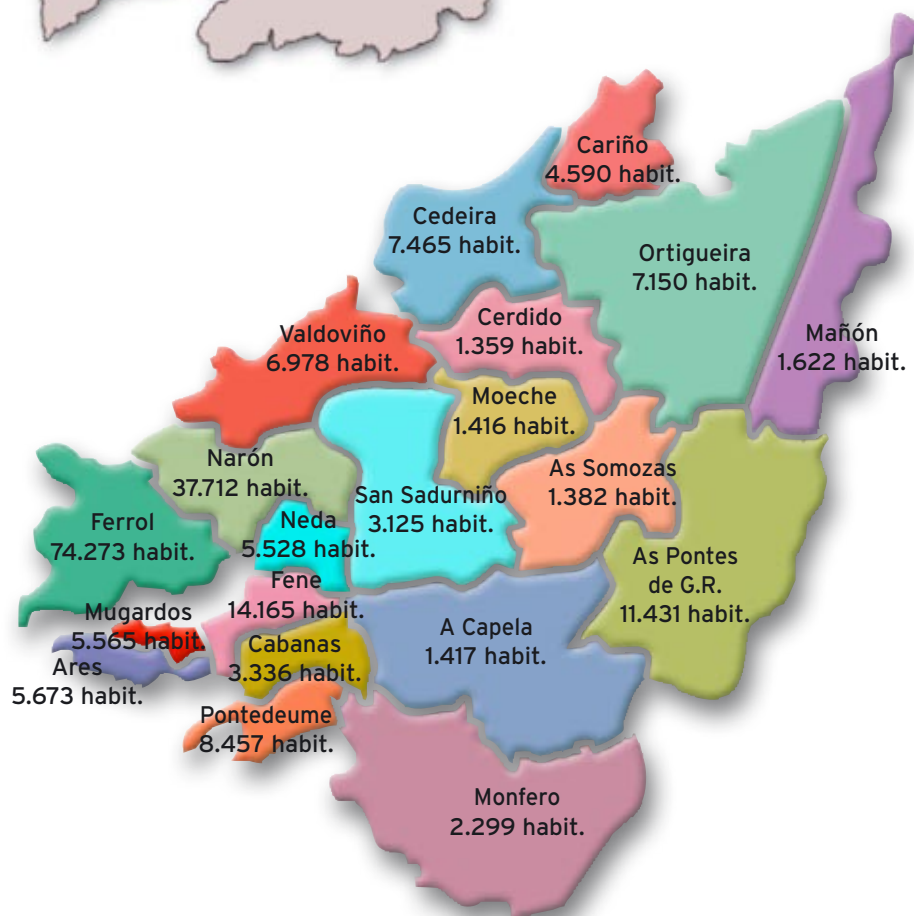 Cariño
4.590 habit.
Cedeira
7.465 habit.
Ortigueira
7.150 habit.
Cerdido
1.359 habit.
Valdoviño
6.978 habit.
Mañón
1.622 habit.
Moeche
1.416 habit.
Narón
37.712 habit.
As Somozas
1.382 habit.
San Sadurniño
3.125 habit.
Ferrol
74.273 habit.
Neda
5.528 habit.
As Pontes
de G.R.
11.431 habit.
Fene
14.165 habit.
Mugardos
5.565 habit.
A Capela
1.417 habit.
Cabanas
3.336 habit.
Ares
5.673 habit.
Pontedeume
8.457 habit.
Monfero
2.299 habit.